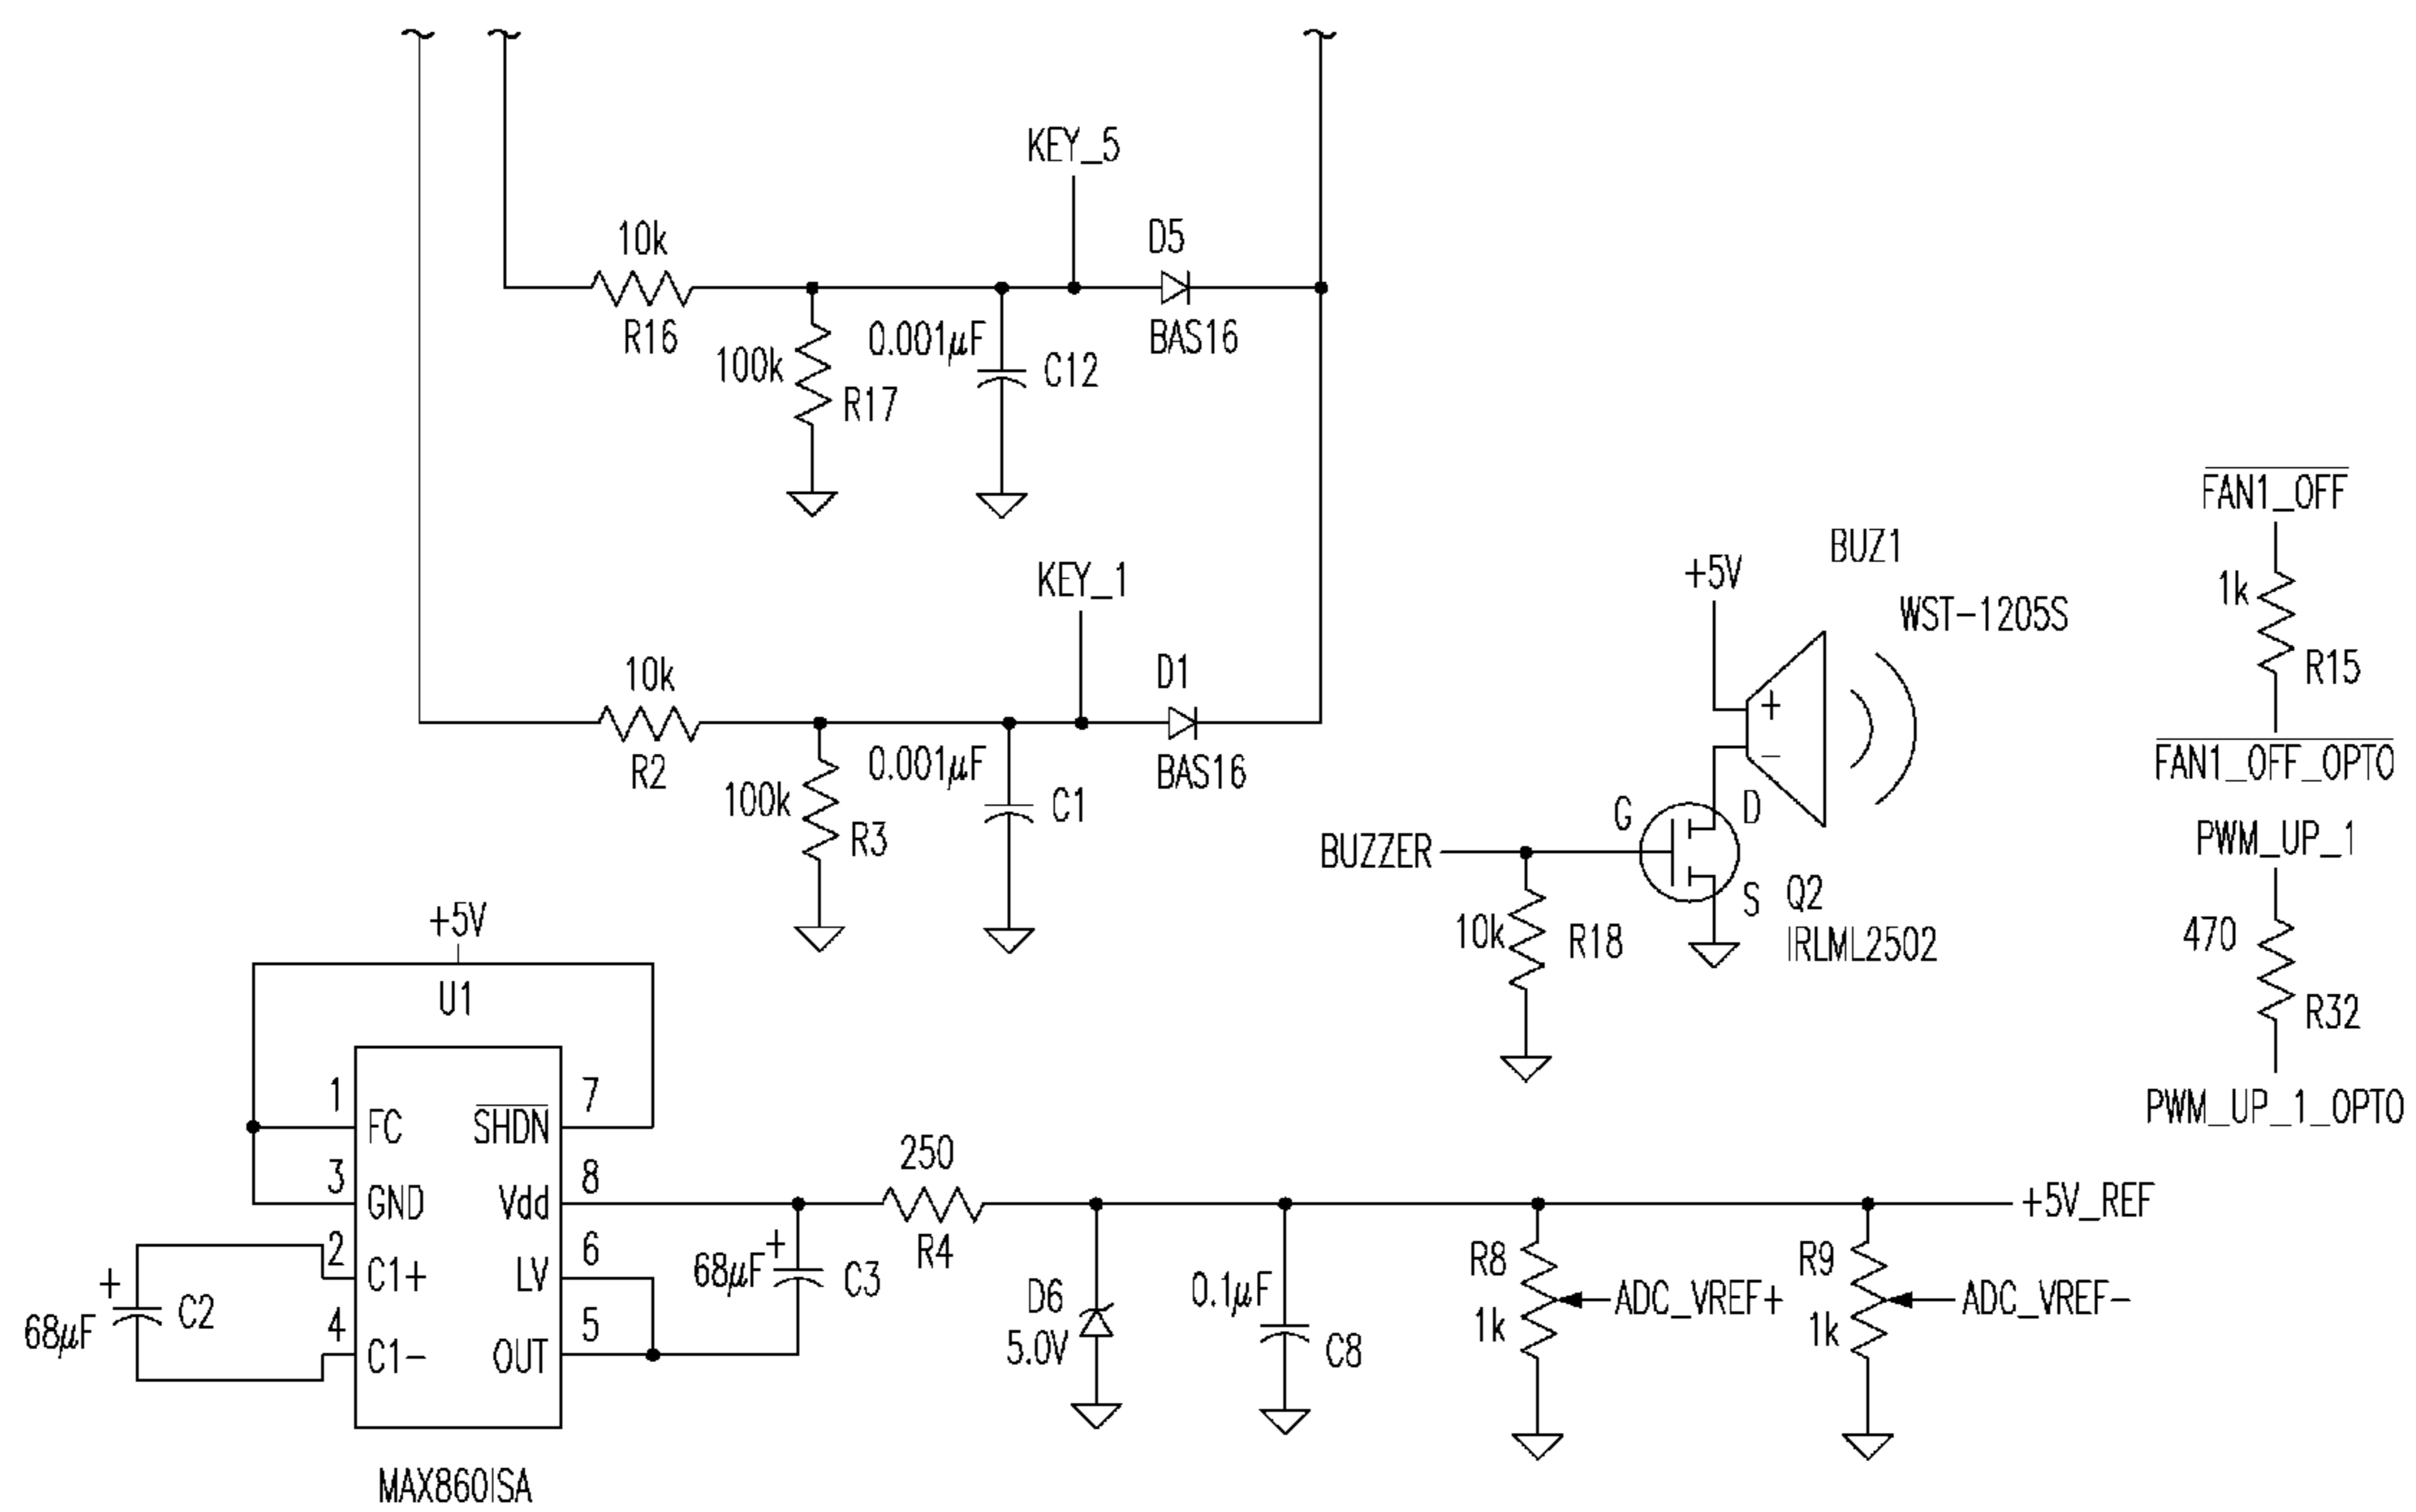 KEY_5
10k
D5
R16
0.001µF
BAS16
100k
R17
C12
FAN1_OFF
BUZ1
KEY_1
+5V
1k
WST-1205S
10k
D1
R15
R2
0.001µF
BAS16
FAN1_OFF_OPTO
100k
R3
C1
G
D
+
−
BUZZER
PWM_UP_1
S
Q2
+5V
10k
R18
IRLML2502
470
U1
R32
1
FC
SHDN
7
PWM_UP_1_OPTO
3
GND
Vdd
8
250
+5V_REF
2
C1+
LV
6
68µF
+
C3
R4
R8
R9
+
68µF
C2
D6
5.0V
0.1µF
1k
ADC_VREF+
1k
ADC_VREF−
4
C1−
OUT
5
C8
MAX860ISA